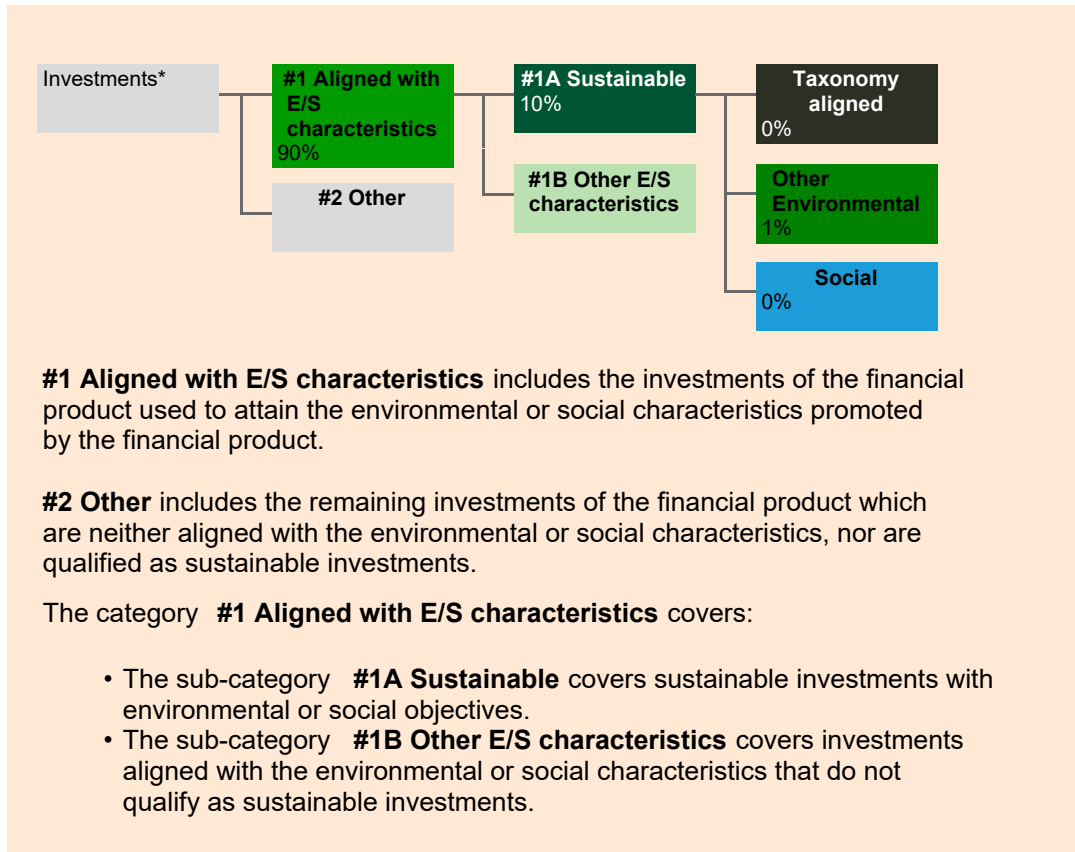 Investments*
#1 Aligned with
E/S
characteristics
90%
#2 Other
#1A Sustainable
10%
#1B Other E/S
characteristics
Taxonomy
aligned
0%
Other
Environmental
1%
Social
0%
#1 Aligned with E/S characteristics includes the investments of the financial
product used to attain the environmental or social characteristics promoted
by the financial product.
#2 Other includes the remaining investments of the financial product which
are neither aligned with the environmental or social characteristics, nor are
qualified as sustainable investments.
The category #1 Aligned with E/S characteristics covers:
• The sub-category #1A Sustainable covers sustainable investments with
environmental or social objectives.
• The sub-category #1B Other E/S characteristics covers investments
aligned with the environmental or social characteristics that do not
qualify as sustainable investments.